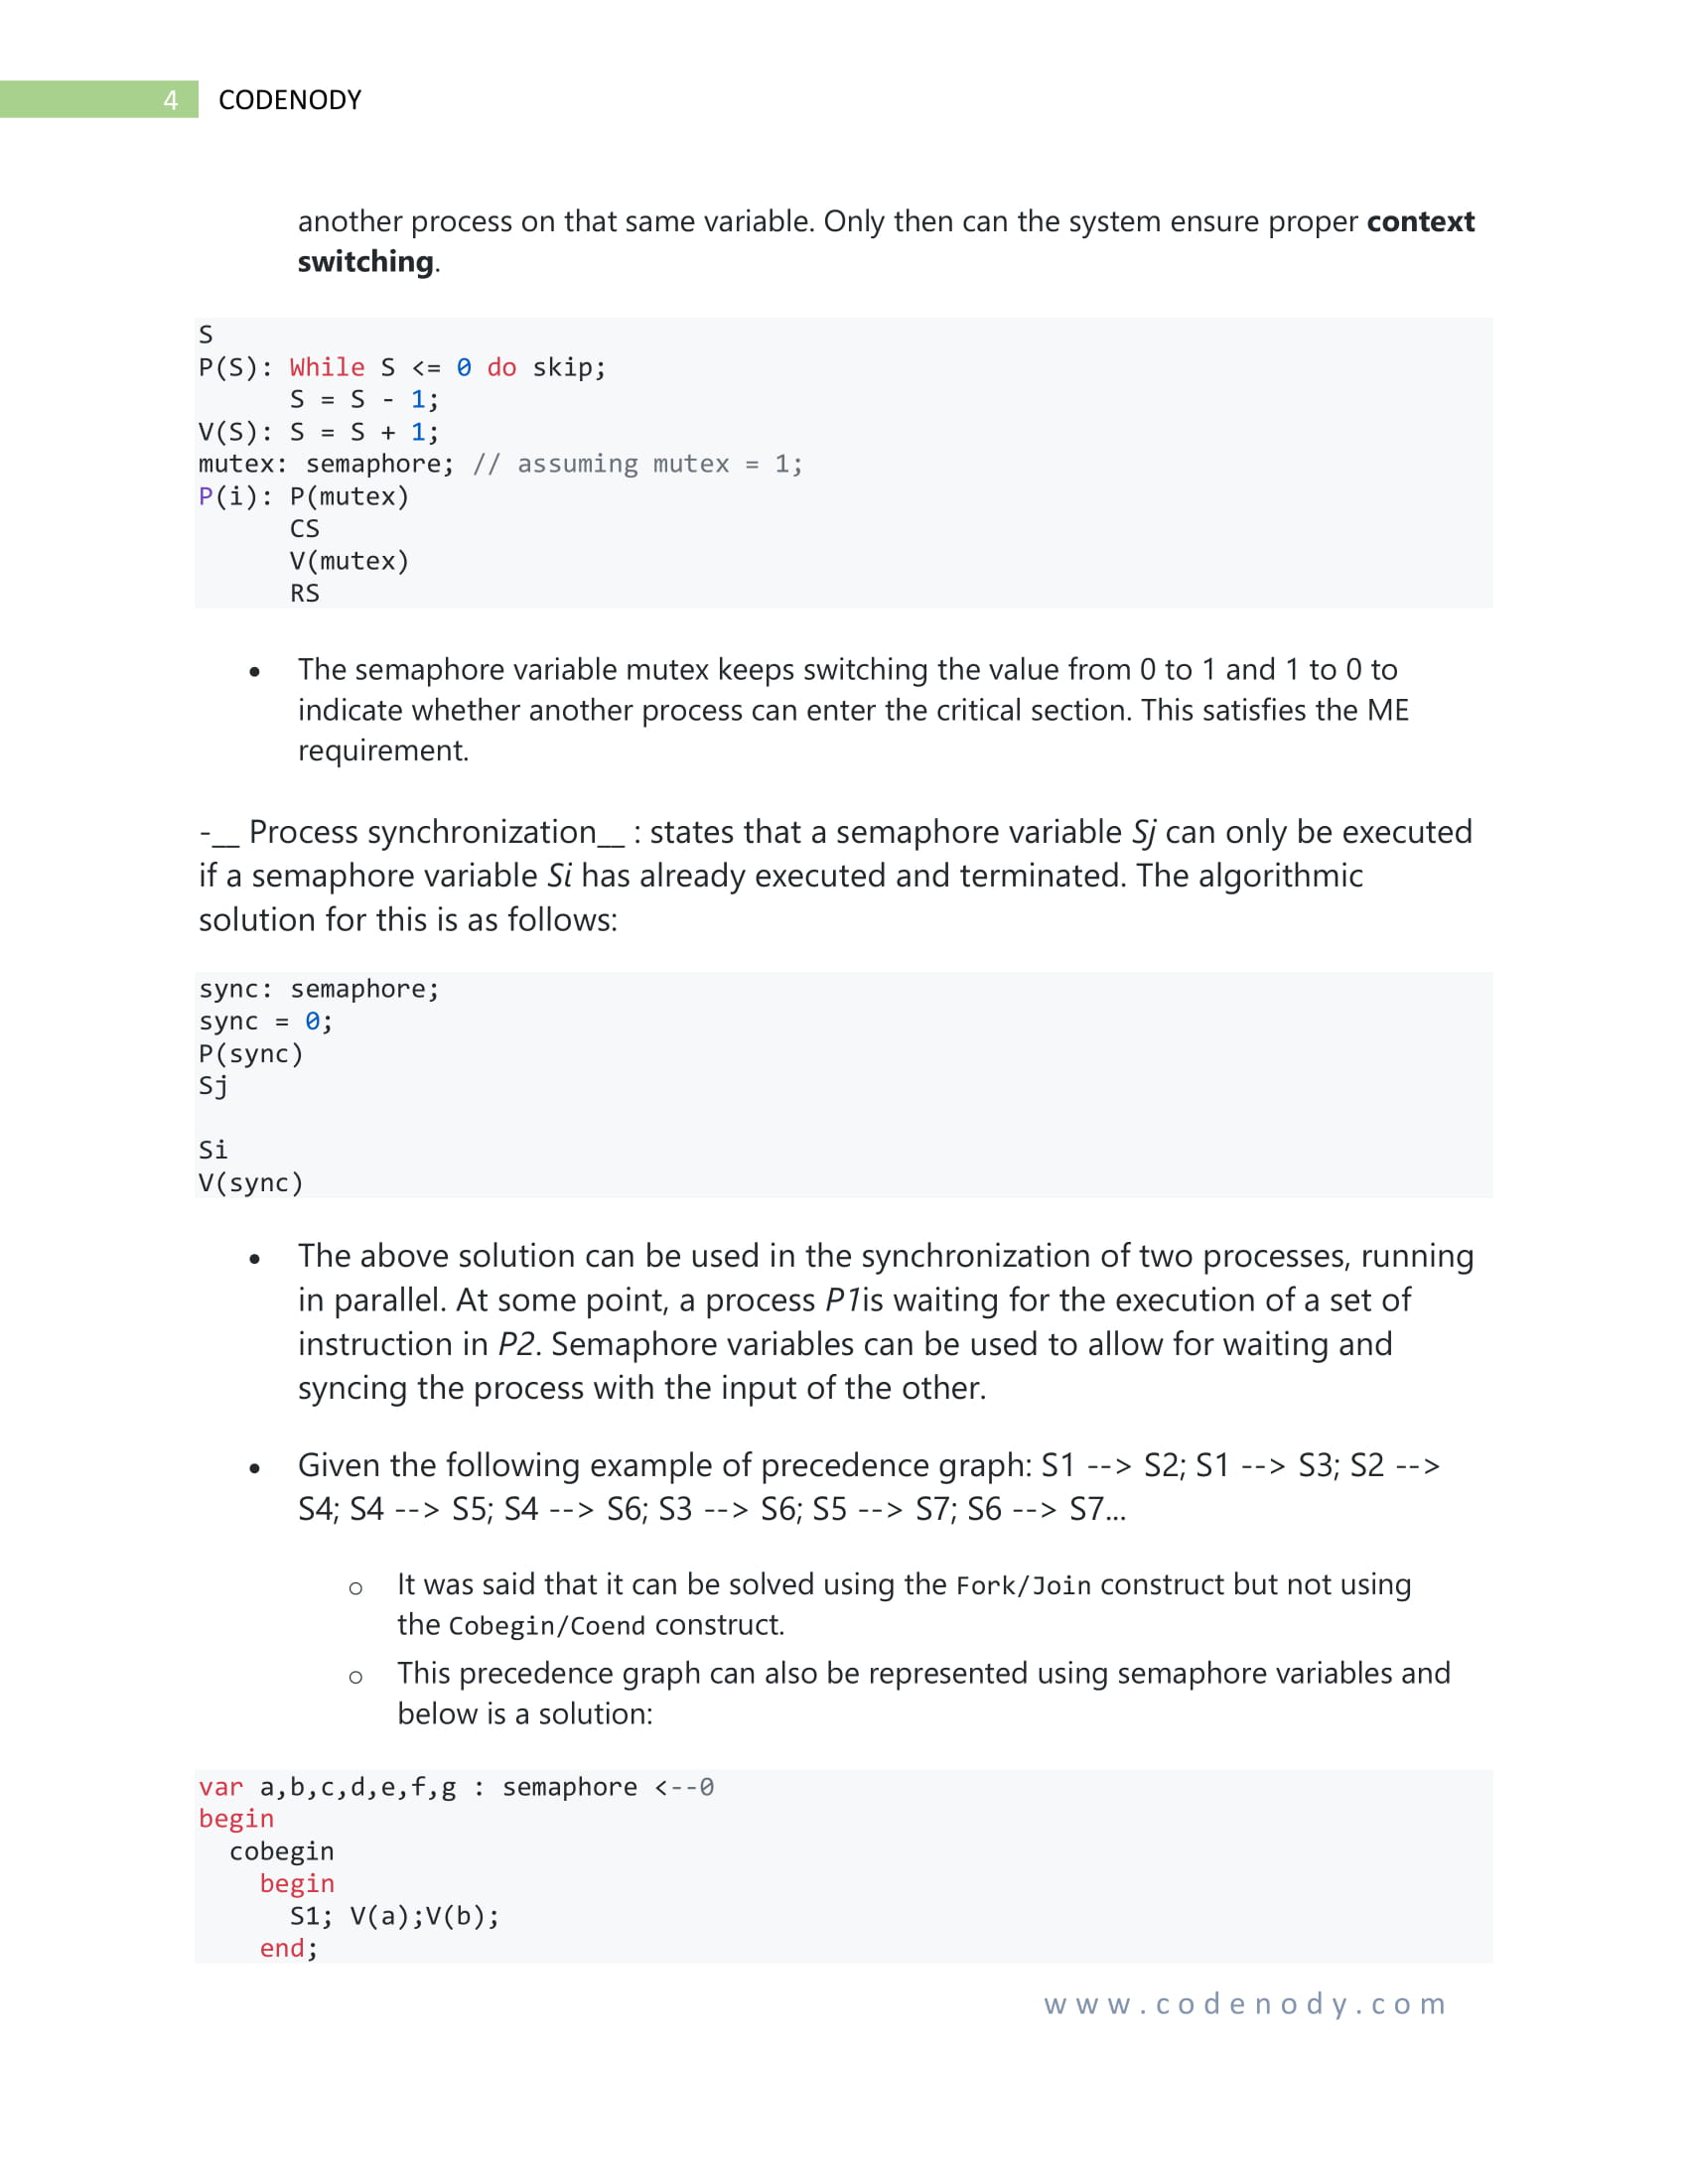 4 CODENODY
another process on that same variable. Only then can the system ensure proper context
switching.
S
P(S): While S <= 0 do skip;
      S = S - 1;
V(S): S = S + 1;
mutex: semaphore; // assuming mutex = 1;
P(i): P(mutex)
      CS
      V(mutex)
      RS
• The semaphore variable mutex keeps switching the value from 0 to 1 and 1 to 0 to
indicate whether another process can enter the critical section. This satisfies the ME
requirement.
-__ Process synchronization__ : states that a semaphore variable Sj can only be executed
if a semaphore variable Si has already executed and terminated. The algorithmic
solution for this is as follows:
sync: semaphore;
sync = 0;
P(sync)
Sj
Si
V(sync)
• The above solution can be used in the synchronization of two processes, running
in parallel. At some point, a process P1is waiting for the execution of a set of
instruction in P2. Semaphore variables can be used to allow for waiting and
syncing the process with the input of the other.
• Given the following example of precedence graph: S1 --> S2; S1 --> S3; S2 -->
S4; S4 --> S5; S4 --> S6; S3 --> S6; S5 --> S7; S6 --> S7...
o It was said that it can be solved using the Fork/Join construct but not using
the Cobegin/Coend construct.
o This precedence graph can also be represented using semaphore variables and
below is a solution:
var a,b,c,d,e,f,g : semaphore <--0
begin
  cobegin
    begin
      S1; V(a);V(b);
    end;
www.codenody.com